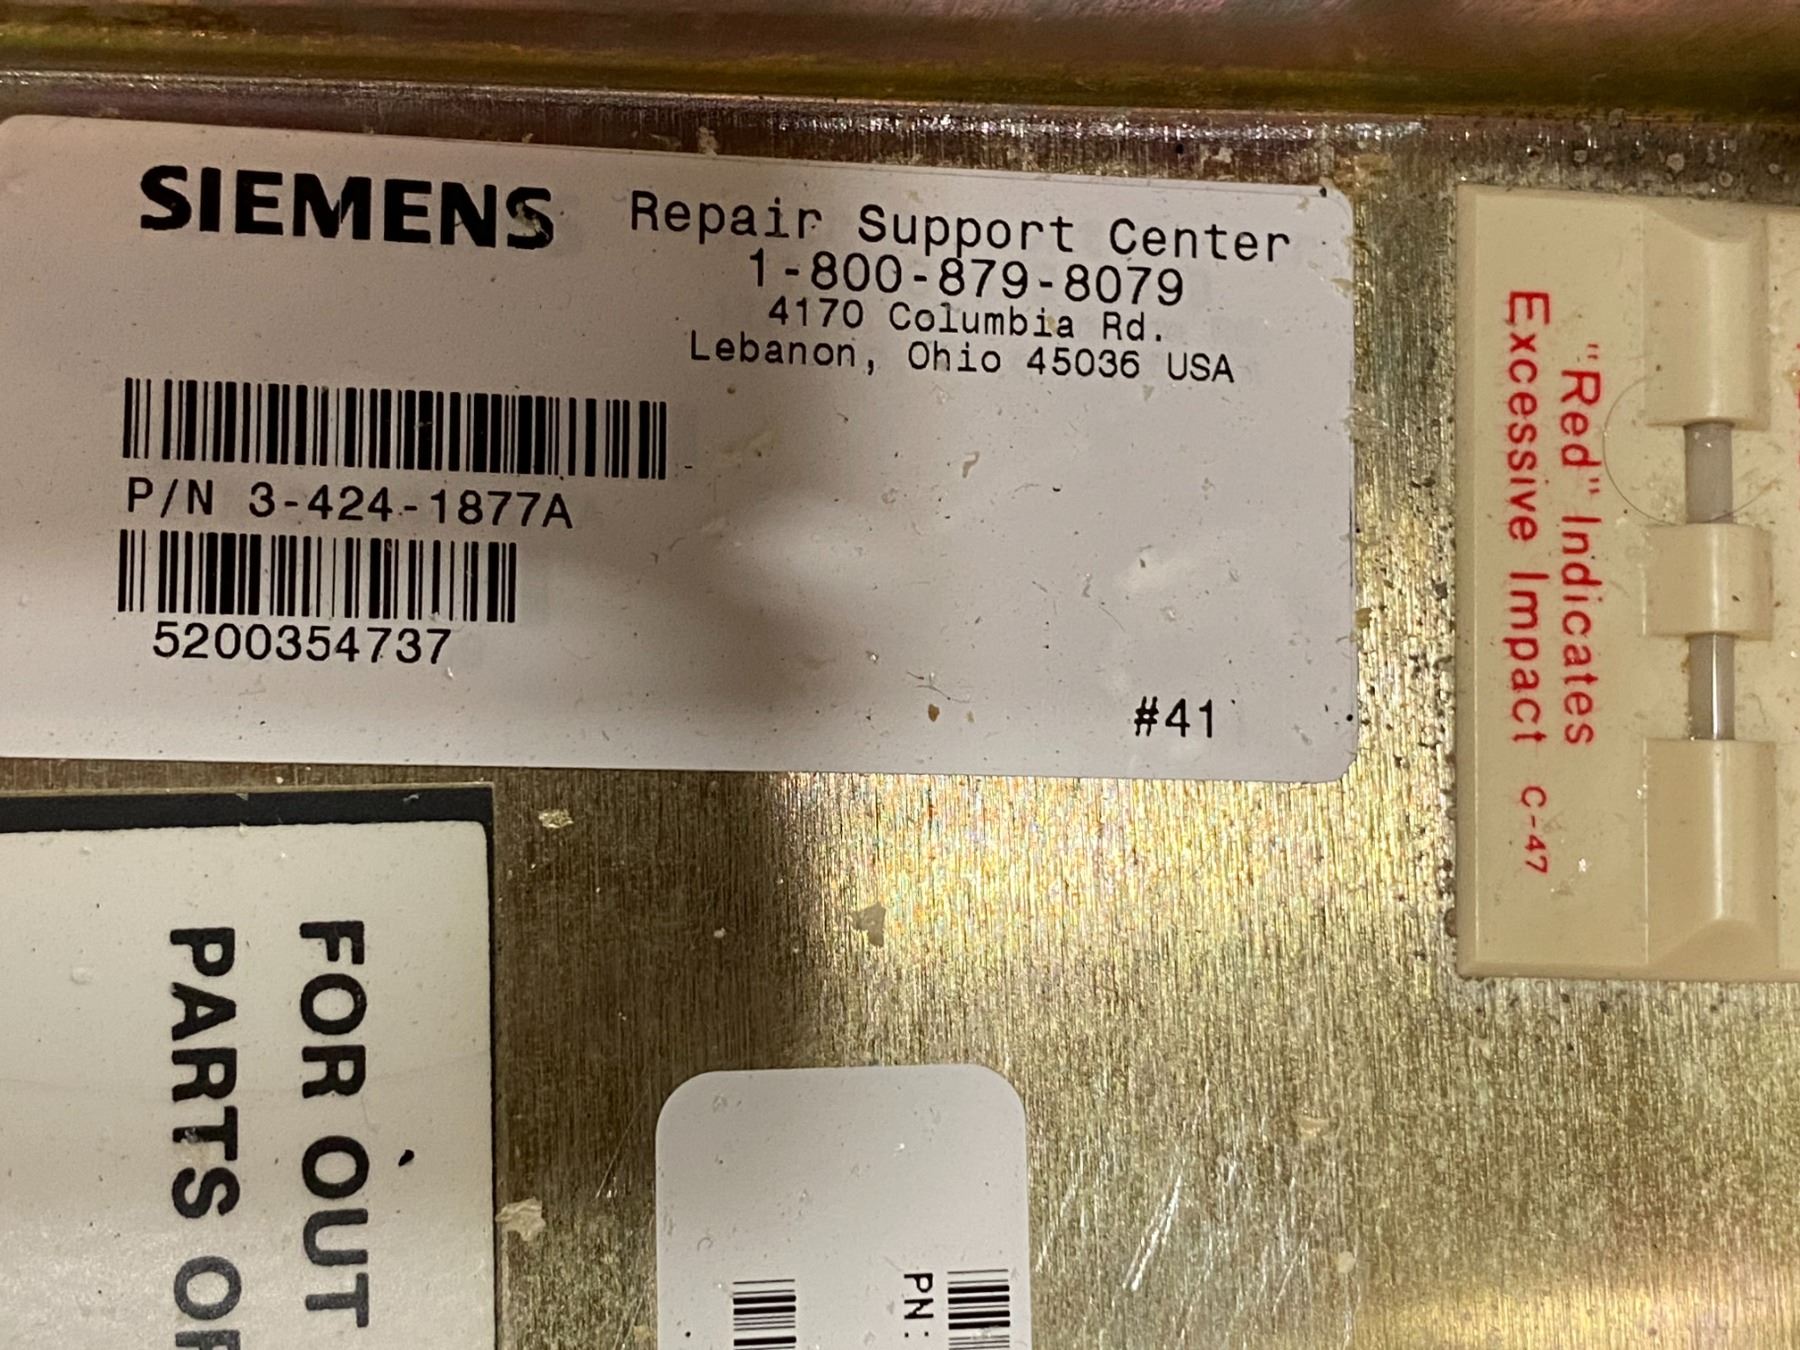 SIEMENS
Repair Support Center
1-800-879-8079
4170 Columbia Rd.
Lebanon, Ohio 45036 USA
P/N 3-424-1877A
5200354737
#41
"Red" Indicates
Excessive Impact C-47
FOR OUT
PARTS
PN: